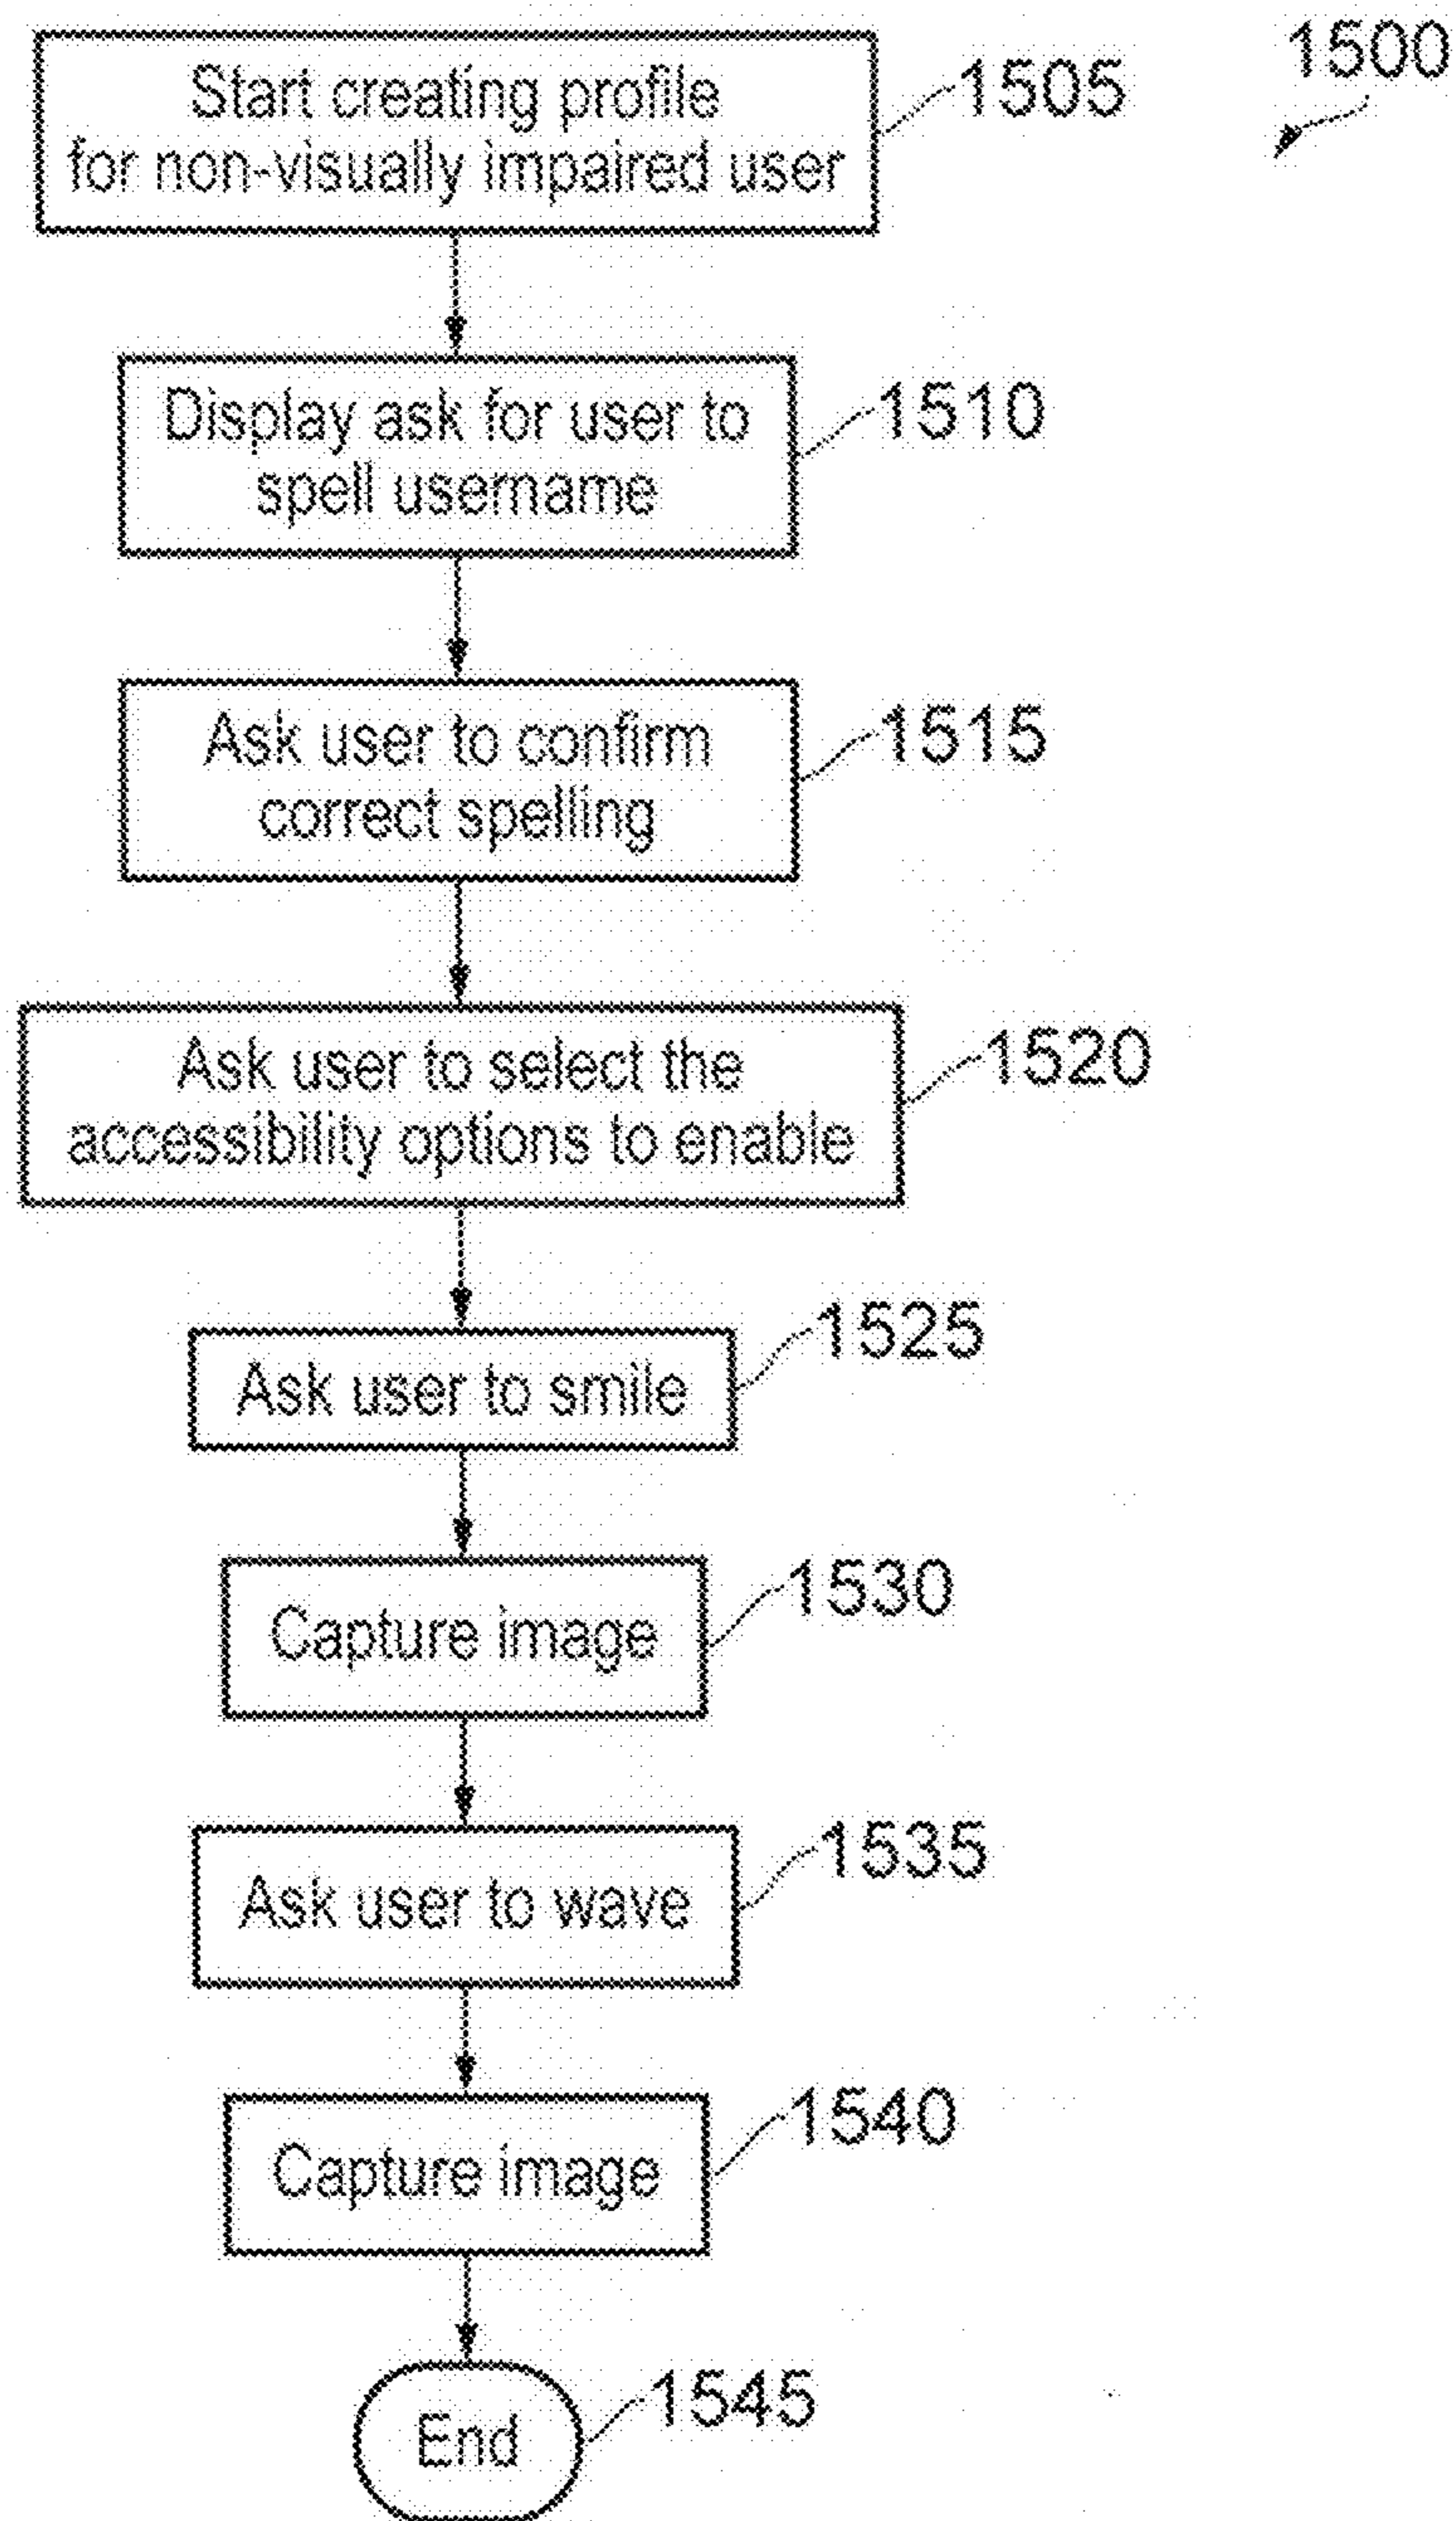 1500
Start creating profile
for non-visually impaired user
1505
Display ask for user to
spell username
1510
Ask user to confirm
correct spelling
1515
Ask user to select the
accessibility options to enable
1520
Ask user to smile
1525
Capture image
1530
Ask user to wave
1535
Capture image
1540
End
1545